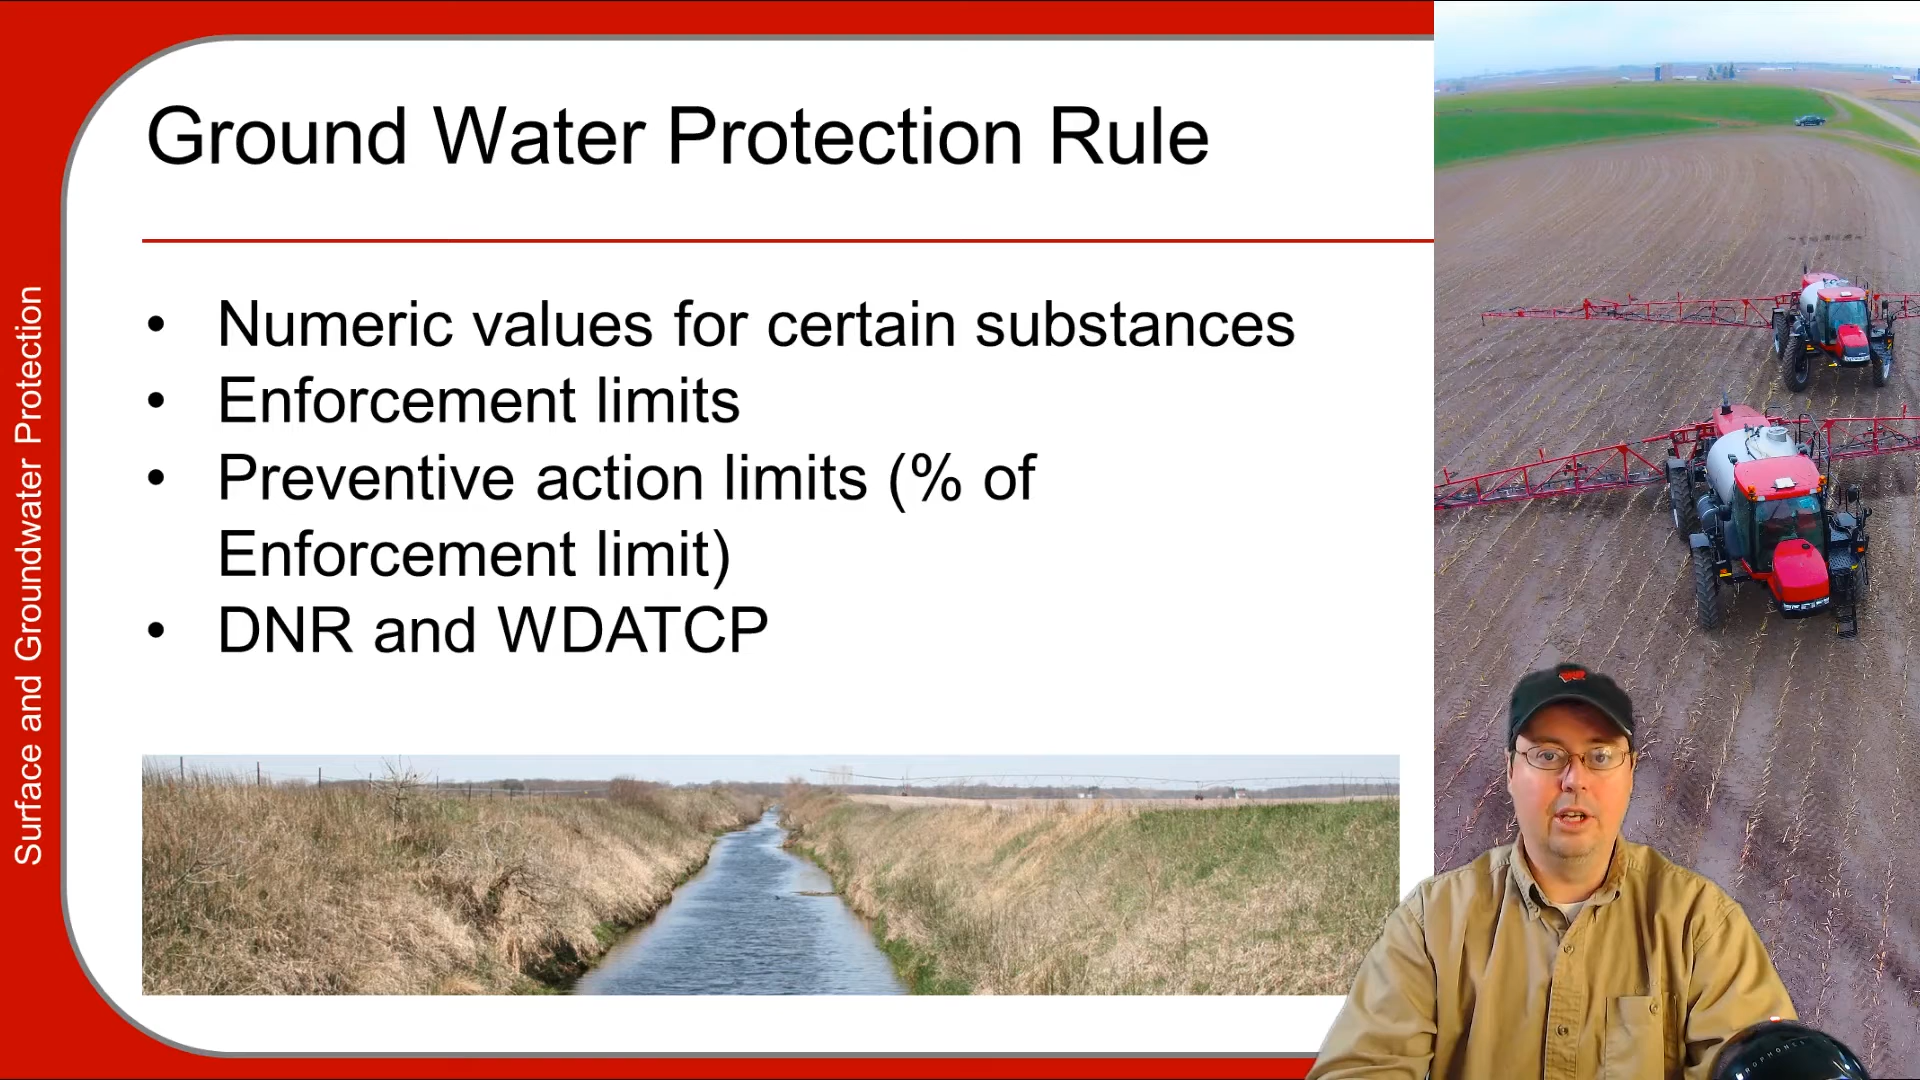 Ground Water Protection Rule
• Numeric values for certain substances
• Enforcement limits
• Preventive action limits (% of
Enforcement limit)
• DNR and WDATCP
Surface and Groundwater Protection